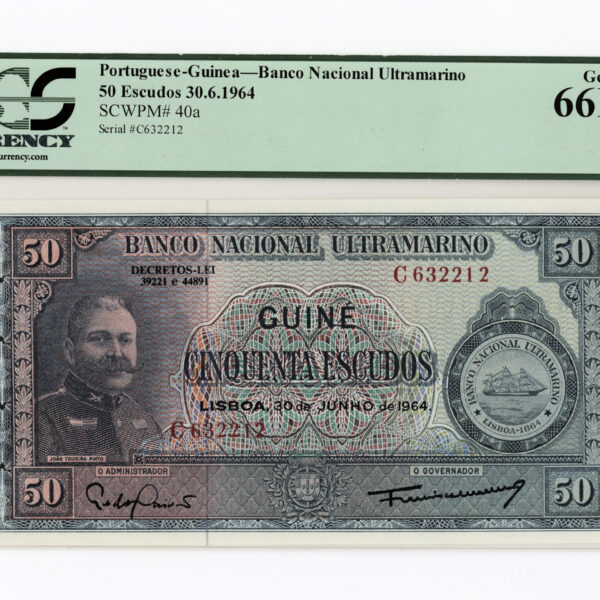 Portuguese-Guinea—Banco Nacional Ultramarino
50 Escudos 30.6.1964
SCWPM# 40a
Serial #C632212
66
50 BANCO NACIONAL ULTRAMARINO 50
DECRETOS-LEI
39221 e 44891
C 632212
GUINÉ
CINQUENTA ESCUDOS
LISBOA, 30 de JUNHO de 1964
C 632212
BANCO NACIONAL ULTRAMARINO
LISBOA-1864
JOÃO TEIXEIRA PINTO
O ADMINISTRADOR
O GOVERNADOR
50 50